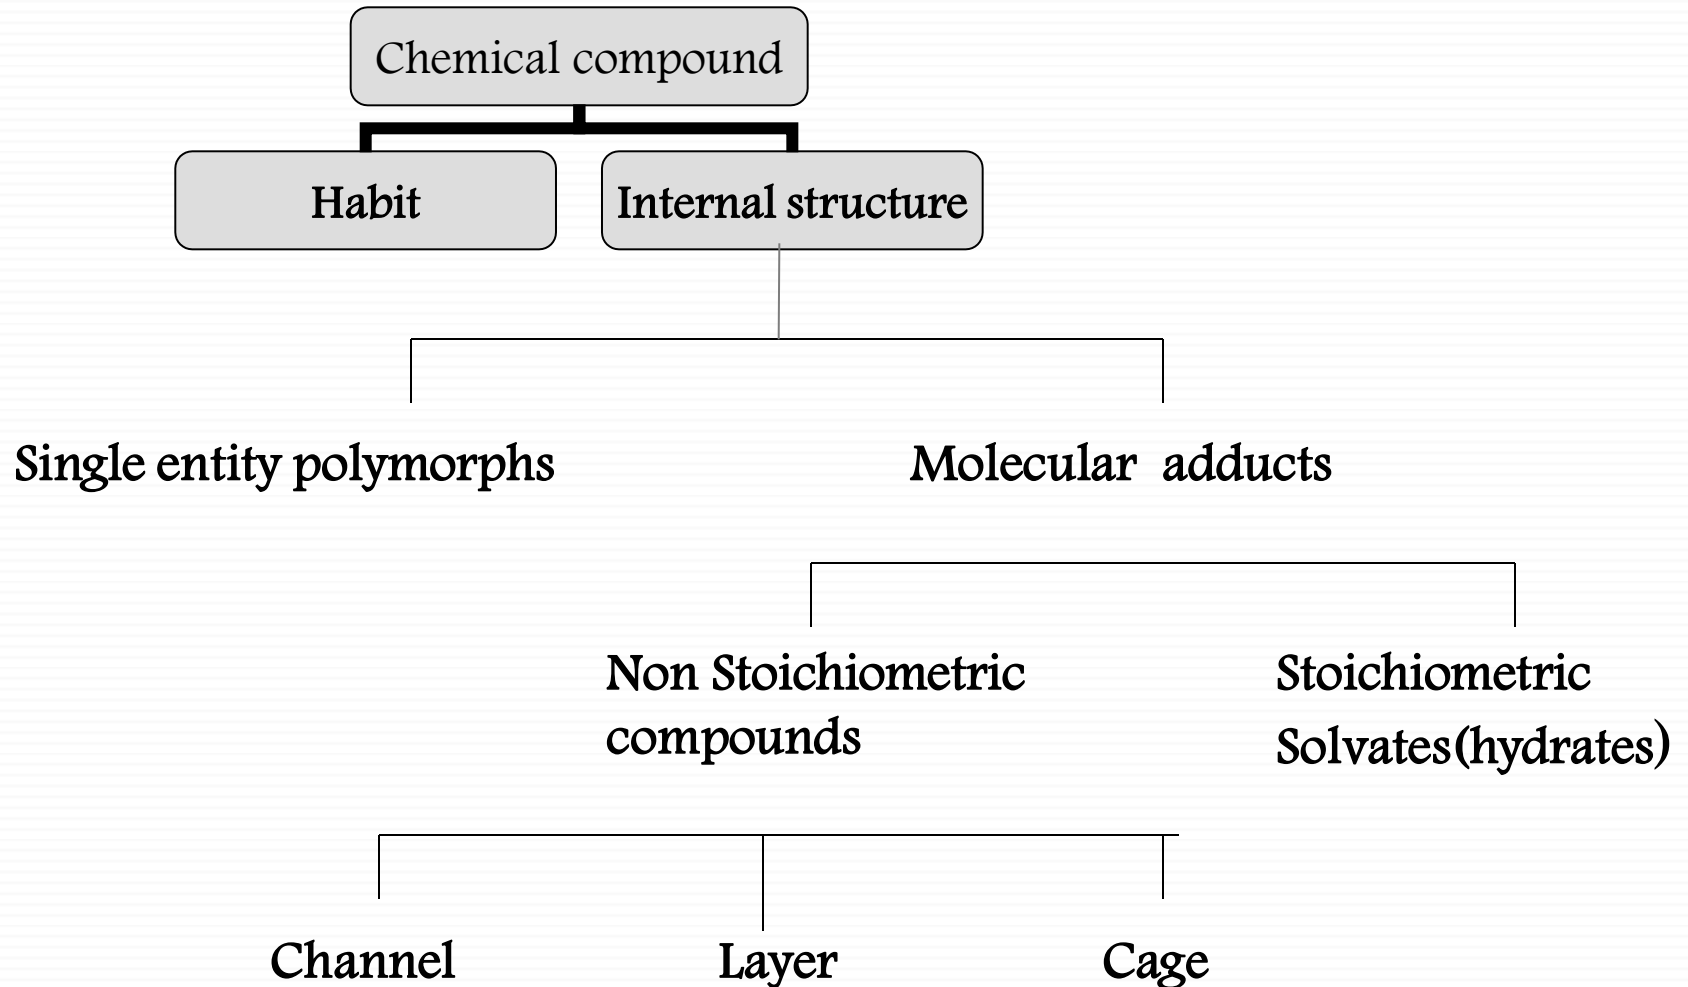 Chemical compound
Habit
Internal structure
Single entity polymorphs
Molecular adducts
Non Stoichiometric
compounds
Stoichiometric
Solvates(hydrates)
Channel
Layer
Cage